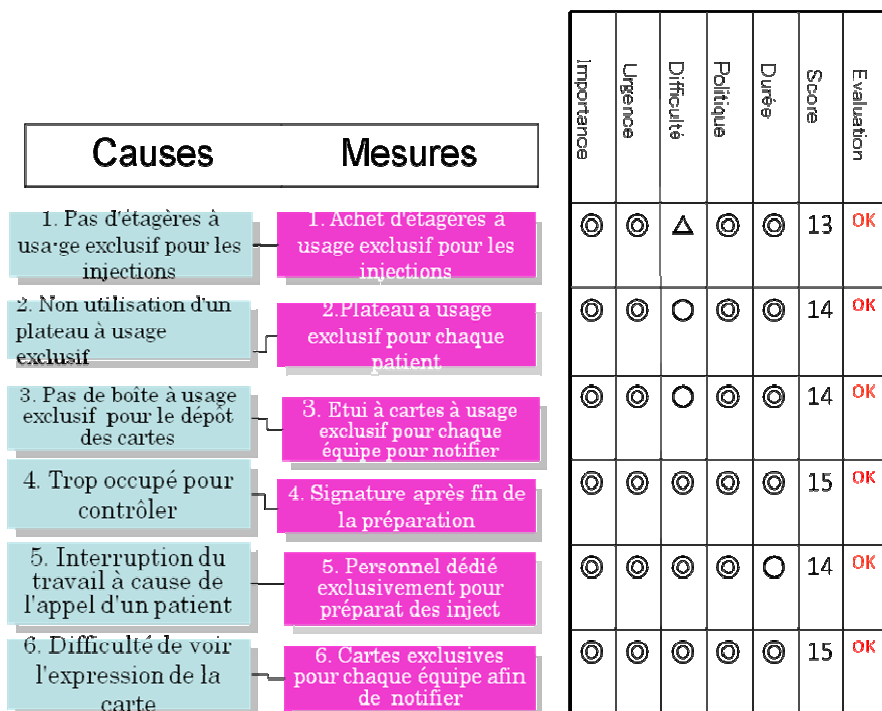 Importance
Urgence
Difficulté
Politique
Durée
Score
Evaluation
Causes
Mesures
1. Pas d'étagères à
usa·ge exclusif pour les
injections
1. Achet d'étagères à
usage exclusif pour les
injections
◎ ◎ △ ◎ ◎ 13 OK
2. Non utilisation d'un
plateau à usage
exclusif
2.Plateau a usage
exclusif pour chaque
patient
◎ ◎ ○ ◎ ◎ 14 OK
3. Pas de boîte à usage
exclusif pour le dépôt
des cartes
3. Etui à cartes à usage
exclusif pour chaque
équipe pour notifier
◎ ◎ ○ ◎ ◎ 14 OK
4. Trop occupé pour
contrôler
4. Signature après fin de
la préparation
◎ ◎ ◎ ◎ ◎ 15 OK
5. Interruption du
travail à cause de
l'appel d'un patient
5. Personnel dédié
exclusivement pour
préparat des inject
◎ ◎ ◎ ◎ ○ 14 OK
6. Difficulté de voir
l'expression de la
carte
6. Cartes exclusives
pour chaque équipe afin
de notifier
◎ ◎ ◎ ◎ ◎ 15 OK